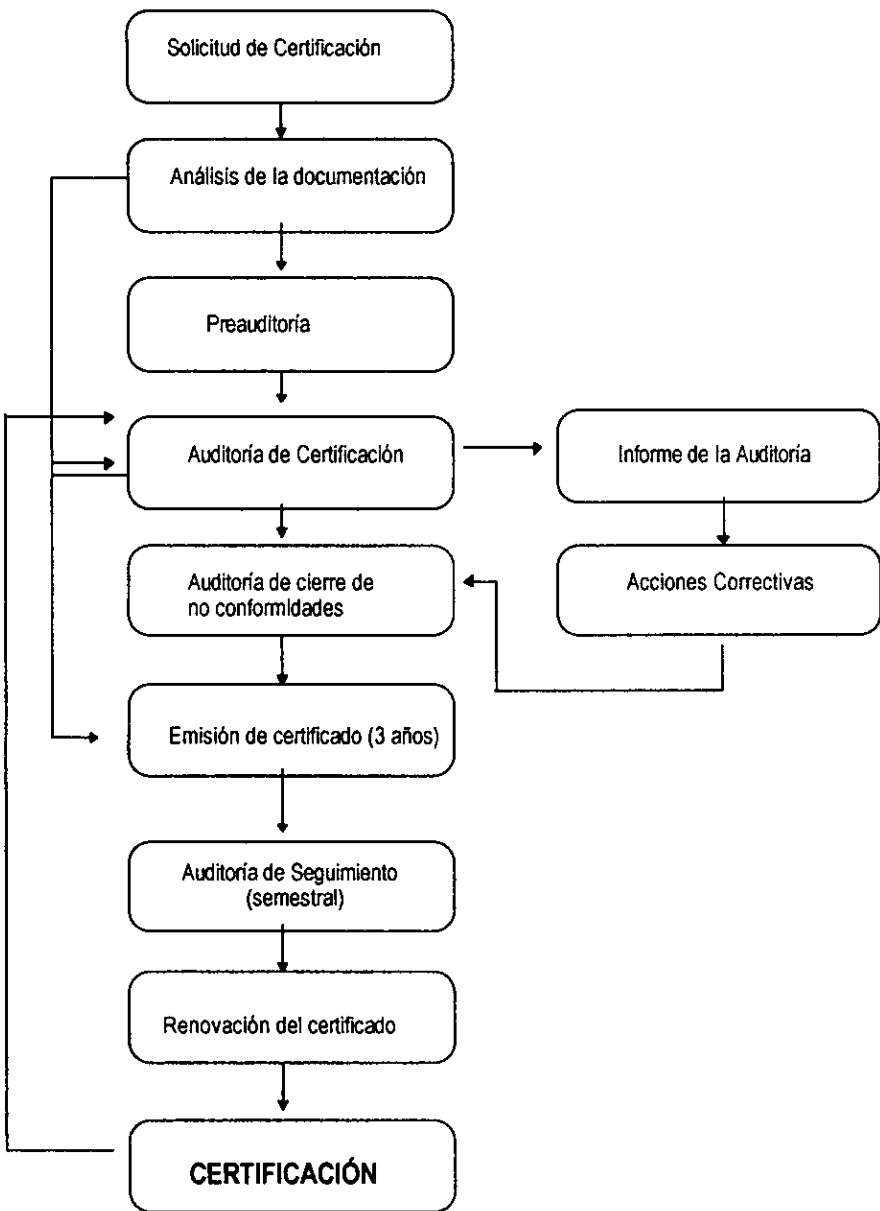 Solicitud de Certificación
Análisis de la documentación
Preauditoría
Auditoría de Certificación
Informe de la Auditoría
Auditoría de cierre de
no conformidades
Acciones Correctivas
Emisión de certificado (3 años)
Auditoría de Seguimiento
(semestral)
Renovación del certificado
CERTIFICACIÓN